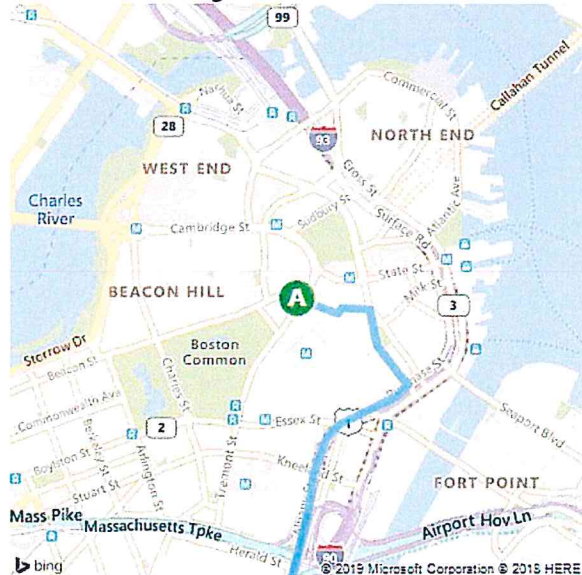 99
Callahan Tunnel
Commercial St
Nashua St
28
NORTH END
93
WEST END
Cross St
Charles
River
Sudbury St
Atlantic Ave
Surface Rd
Cambridge St
State St
BEACON HILL
A
Milk St
3
Boston
Common
Storrow Dr
Beacon St
Charles St
Commonwealth Ave
2
Essex St
1
Seaport Blvd
Berkeley St
Arlington St
Tremont St
Boylston St
Kneeland St
Stuart St
FORT POINT
Mass Pike
Massachusetts Tpke
Airport Hov Ln
Herald St
90
bing
© 2019 Microsoft Corporation © 2018 HERE